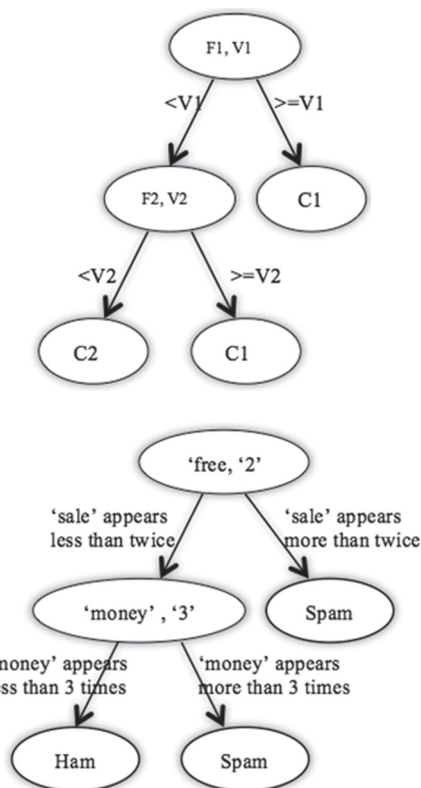 F1, V1
<V1
>=V1
F2, V2
C1
<V2
>=V2
C2
C1
‘free, ‘2’
‘sale’ appears
less than twice
‘sale’ appears
more than twice
‘money’ , ‘3’
Spam
money’ appears
ss than 3 times
‘money’ appears
more than 3 times
Ham
Spam